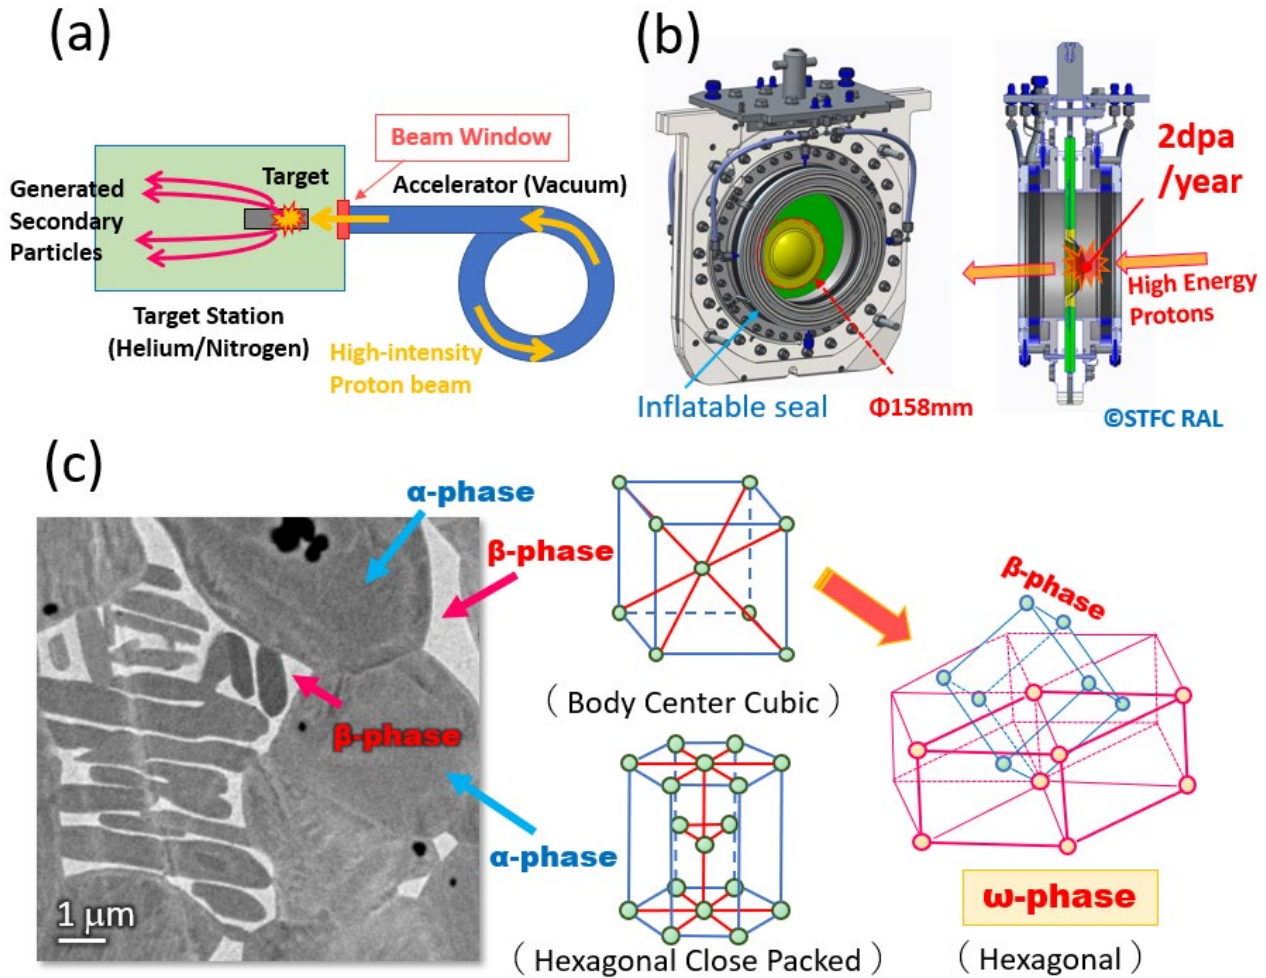 (a)
Beam Window
Generated
Secondary
Particles
Target
Accelerator (Vacuum)
Target Station
(Helium/Nitrogen)
High-intensity
Proton beam
(b)
2dpa
/year
High Energy
Protons
Inflatable seal
Φ158mm
©STFC RAL
(c)
α-phase
β-phase
β-phase
α-phase
1 μm
( Body Center Cubic )
( Hexagonal Close Packed )
β-phase
ω-phase
( Hexagonal )